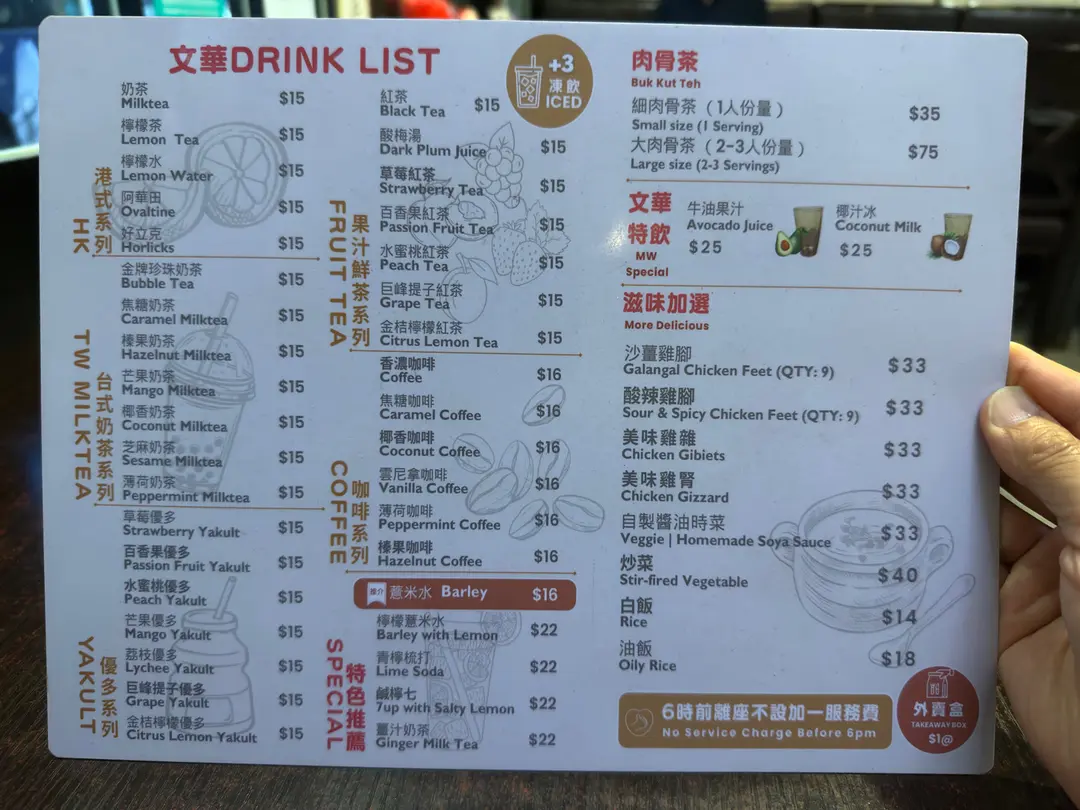 文華DRINK LIST
+3
凍飲
ICED
港式系列
HK
奶茶
Milktea $15
檸檬茶
Lemon Tea $15
檸檬水
Lemon Water $15
阿華田
Ovaltine $15
好立克
Horlicks $15
台式奶茶系列
TW MILKTEA
金牌珍珠奶茶
Bubble Tea $15
焦糖奶茶
Caramel Milktea $15
榛果奶茶
Hazelnut Milktea $15
芒果奶茶
Mango Milktea $15
椰香奶茶
Coconut Milktea $15
芝麻奶茶
Sesame Milktea $15
薄荷奶茶
Peppermint Milktea $15
優多系列
YAKULT
草莓優多
Strawberry Yakult $15
百香果優多
Passion Fruit Yakult $15
水蜜桃優多
Peach Yakult $15
芒果優多
Mango Yakult $15
荔枝優多
Lychee Yakult $15
巨峰提子優多
Grape Yakult $15
金桔檸檬優多
Citrus Lemon Yakult $15
果汁鮮茶系列
FRUIT TEA
紅茶
Black Tea $15
酸梅湯
Dark Plum Juice $15
草莓紅茶
Strawberry Tea $15
百香果紅茶
Passion Fruit Tea $15
水蜜桃紅茶
Peach Tea $15
巨峰提子紅茶
Grape Tea $15
金桔檸檬紅茶
Citrus Lemon Tea $15
咖啡系列
COFFEE
香濃咖啡
Coffee $16
焦糖咖啡
Caramel Coffee $16
椰香咖啡
Coconut Coffee $16
雲尼拿咖啡
Vanilla Coffee $16
薄荷咖啡
Peppermint Coffee $16
榛果咖啡
Hazelnut Coffee $16
特色推薦
SPECIAL
推介 薏米水 Barley $16
檸檬薏米水
Barley with Lemon $22
青檸梳打
Lime Soda $22
鹹檸七
7up with Salty Lemon $22
薑汁奶茶
Ginger Milk Tea $22
肉骨茶
Buk Kut Teh
細肉骨茶（1人份量）
Small size (1 Serving) $35
大肉骨茶（2-3人份量）
Large size (2-3 Servings) $75
文華
特飲
MW
Special
牛油果汁
Avocado Juice
$25
椰汁冰
Coconut Milk
$25
滋味加選
More Delicious
沙薑雞腳
Galangal Chicken Feet (QTY: 9) $33
酸辣雞腳
Sour & Spicy Chicken Feet (QTY: 9) $33
美味雞雜
Chicken Gibiets $33
美味雞腎
Chicken Gizzard $33
自製醬油時菜
Veggie | Homemade Soya Sauce $33
炒菜
Stir-fired Vegetable $40
白飯
Rice $14
油飯
Oily Rice $18
6時前離座不設加一服務費
No Service Charge Before 6pm
外賣盒
TAKEAWAY BOX
$1@